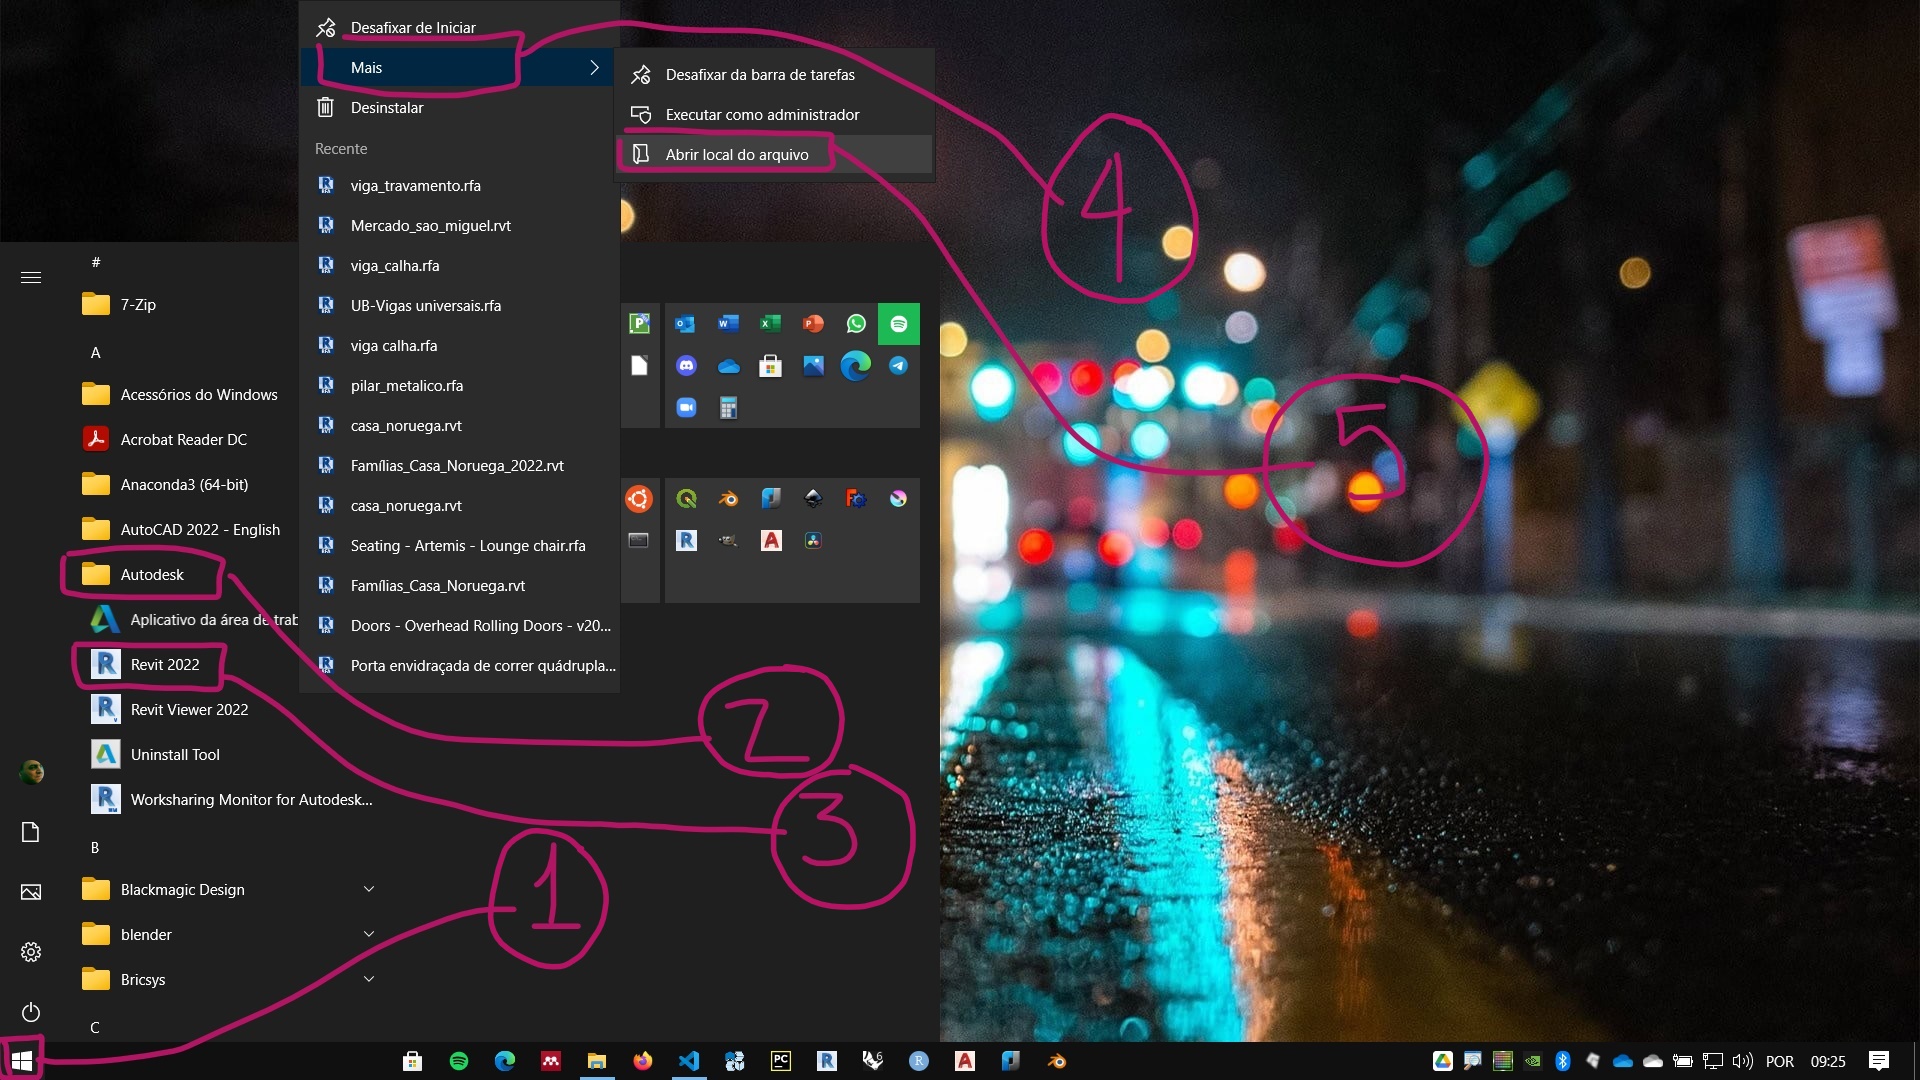 Desafixar de Iniciar
Mais
Desinstalar
Recente
viga_travamento.rfa
Mercado_sao_miguel.rvt
viga_calha.rfa
UB-Vigas universais.rfa
viga calha.rfa
pilar_metalico.rfa
casa_noruega.rvt
Famílias_Casa_Noruega_2022.rvt
casa_noruega.rvt
Seating - Artemis - Lounge chair.rfa
Famílias_Casa_Noruega.rvt
Doors - Overhead Rolling Doors - v20...
Porta envidraçada de correr quádrupla...
Desafixar da barra de tarefas
Executar como administrador
Abrir local do arquivo
#
7-Zip
A
Acessórios do Windows
Acrobat Reader DC
Anaconda3 (64-bit)
AutoCAD 2022 - English
Autodesk
Aplicativo da área de trab
Revit 2022
Revit Viewer 2022
Uninstall Tool
Worksharing Monitor for Autodesk...
B
Blackmagic Design
blender
Bricsys
C
4
5
2
3
1
POR
09:25